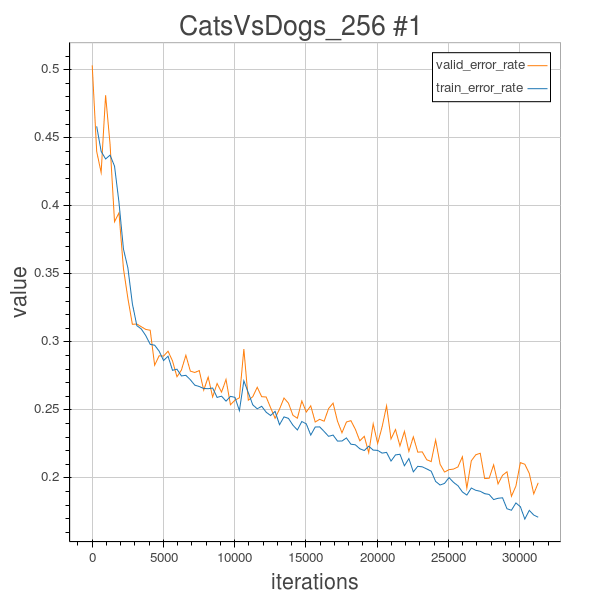 CatsVsDogs_256 #1
valid_error_rate
train_error_rate
0.5
0.45
0.4
0.35
0.3
0.25
0.2
value
0 5000 10000 15000 20000 25000 30000
iterations